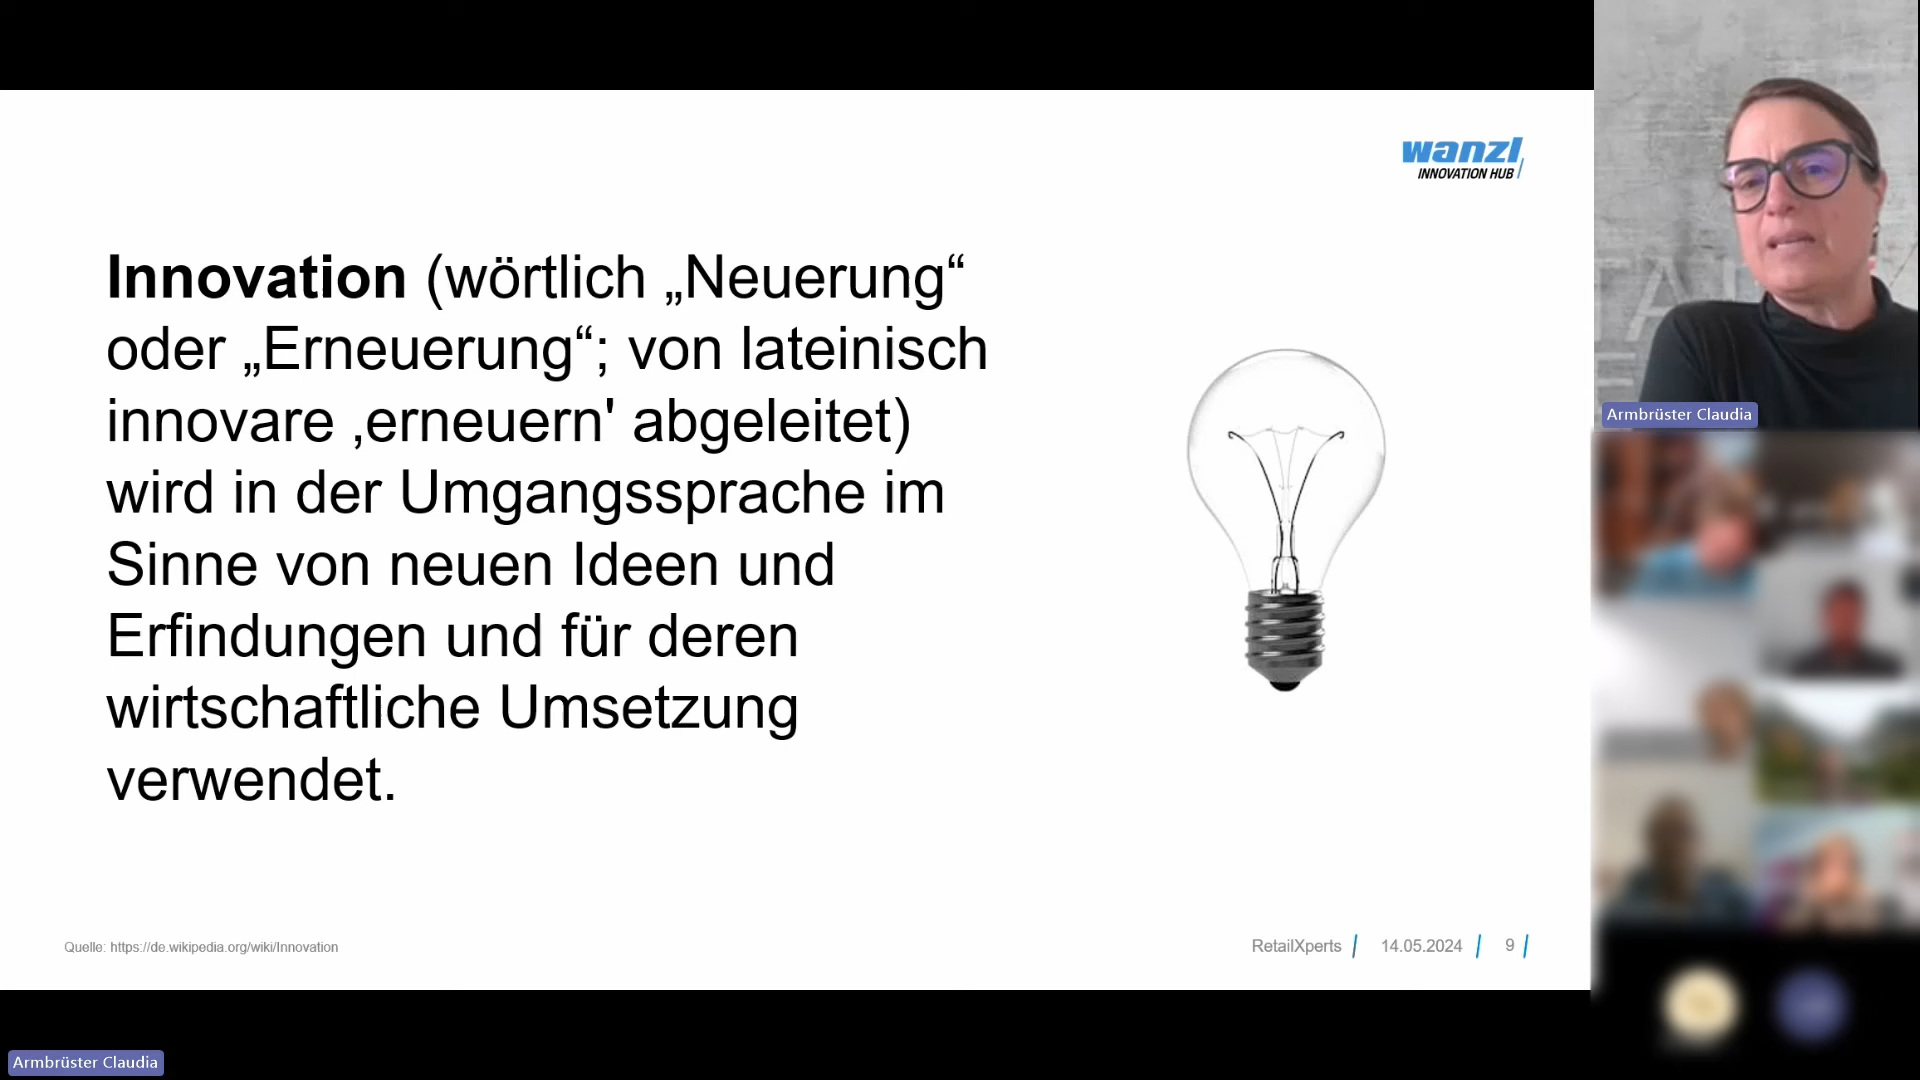 wanzl
INNOVATION HUB
Innovation (wörtlich „Neuerung“
oder „Erneuerung“; von lateinisch
innovare ‚erneuern' abgeleitet)
wird in der Umgangssprache im
Sinne von neuen Ideen und
Erfindungen und für deren
wirtschaftliche Umsetzung
verwendet.
Quelle: https://de.wikipedia.org/wiki/Innovation
RetailXperts
14.05.2024
9
Armbrüster Claudia
Armbrüster Claudia